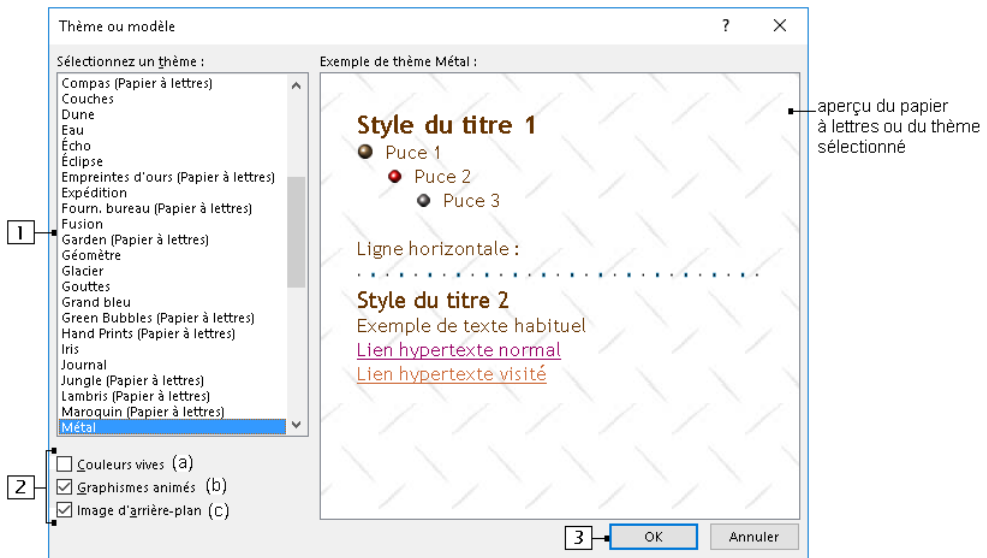 Thème ou modèle
? ×
Sélectionnez un thème :
Compas (Papier à lettres)
Couches
Dune
Eau
Écho
Éclipse
Empreintes d'ours (Papier à lettres)
Expédition
Fourn. bureau (Papier à lettres)
Fusion
Garden (Papier à lettres)
Géomètre
Glacier
Gouttes
Grand bleu
Green Bubbles (Papier à lettres)
Hand Prints (Papier à lettres)
Iris
Journal
Jungle (Papier à lettres)
Lambris (Papier à lettres)
Maroquin (Papier à lettres)
Métal
1
Couleurs vives (a)
Graphismes animés (b)
Image d'arrière-plan (c)
2
Exemple de thème Métal :
Style du titre 1
Puce 1
Puce 2
Puce 3
Ligne horizontale :
Style du titre 2
Exemple de texte habituel
Lien hypertexte normal
Lien hypertexte visité
aperçu du papier
à lettres ou du thème
sélectionné
3
OK
Annuler